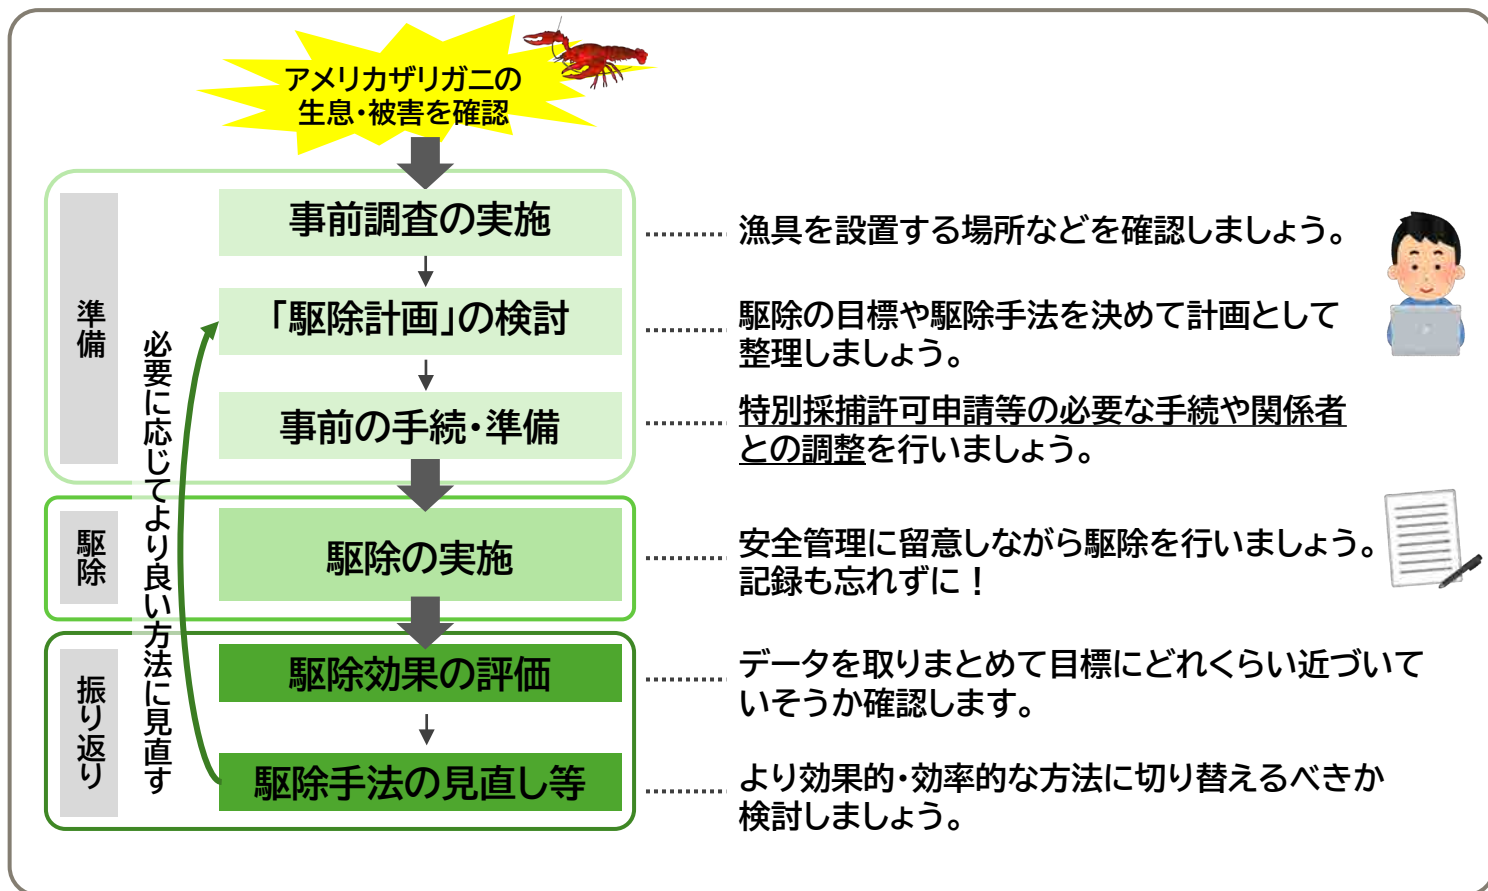 アメリカザリガニの
生息・被害を確認
準備
事前調査の実施
漁具を設置する場所などを確認しましょう。
「駆除計画」の検討
駆除の目標や駆除手法を決めて計画として
整理しましょう。
事前の手続・準備
特別採捕許可申請等の必要な手続や関係者
との調整を行いましょう。
必要に応じてより良い方法に見直す
駆除
駆除の実施
安全管理に留意しながら駆除を行いましょう。
記録も忘れずに！
振り返り
駆除効果の評価
データを取りまとめて目標にどれくらい近づいて
いそうか確認します。
駆除手法の見直し等
より効果的・効率的な方法に切り替えるべきか
検討しましょう。